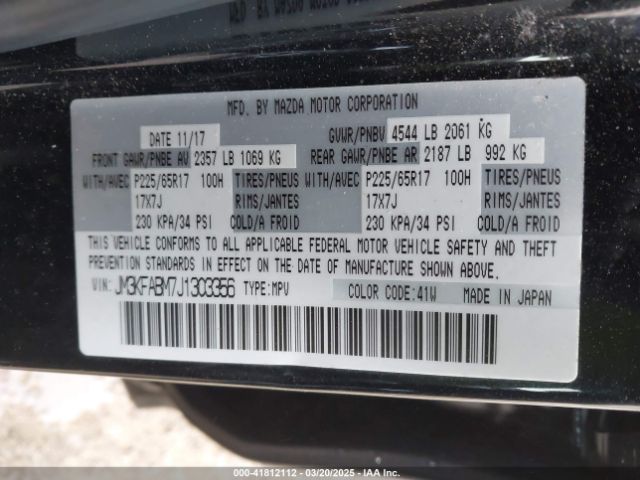 MFD. BY MAZDA MOTOR CORPORATION
DATE 11/17 GVWR/PNBV 4544 LB 2061 KG
FRONT GAWR/PNBE AV 2357 LB 1069 KG REAR GAWR/PNBE AR 2187 LB 992 KG
WITH/AVEC P225/65R17 100H TIRES/PNEUS WITH/AVEC P225/65R17 100H TIRES/PNEUS
17X7J RIMS/JANTES 17X7J RIMS/JANTES
230 KPA/34 PSI COLD/A FROID 230 KPA/34 PSI COLD/A FROID
THIS VEHICLE CONFORMS TO ALL APPLICABLE FEDERAL MOTOR VEHICLE SAFETY AND THEFT
PREVENTION STANDARDS IN EFFECT ON THE DATE OF MANUFACTURE SHOWN ABOVE.
VIN: JM3KFABM7J1303356 TYPE:MPV COLOR CODE:41W MADE IN JAPAN
000-41812112 - 03/20/2025 - IAA, Inc.